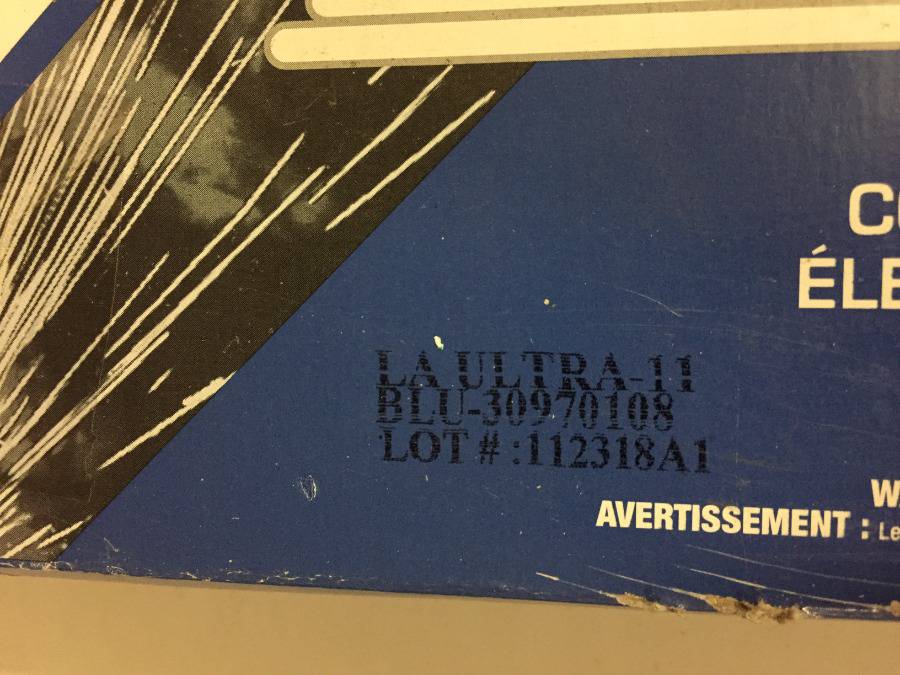 LA ULTRA-11
BLU-30970108
LOT # :112318A1
AVERTISSEMENT :